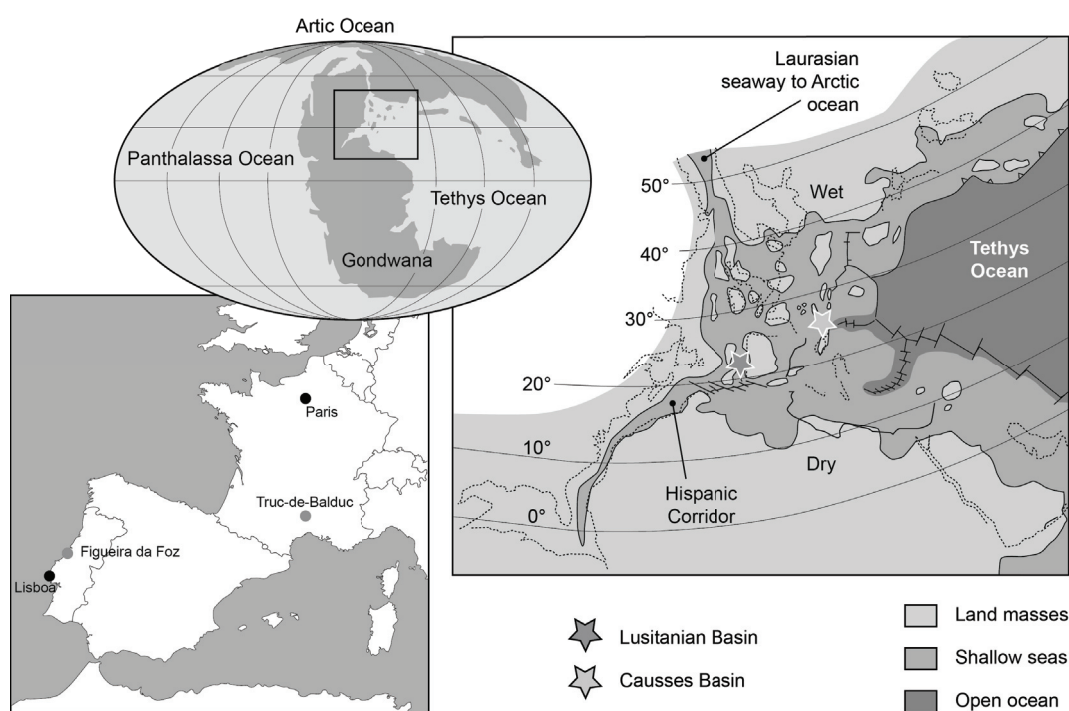 Artic Ocean
Panthalassa Ocean
Tethys Ocean
Gondwana
Laurasian
seaway to Arctic
ocean
50°
Wet
40°
Tethys
Ocean
30°
20°
10°
Dry
Hispanic
Corridor
0°
Paris
Truc-de-Balduc
Figueira da Foz
Lisboa
Lusitanian Basin
Causses Basin
Land masses
Shallow seas
Open ocean